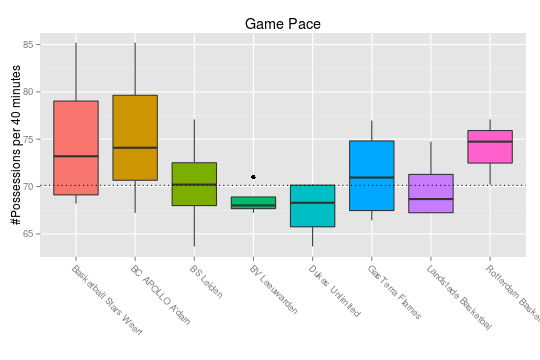 Game Pace
#Possessions per 40 minutes
85
80
75
70
65
Basketball Stars Weert
BC APOLLO A'dam
BS Leiden
BV Leeuwarden
Dukes Unlimited
GasTerra Flames
Landstede Basketbal
Rotterdam Basket